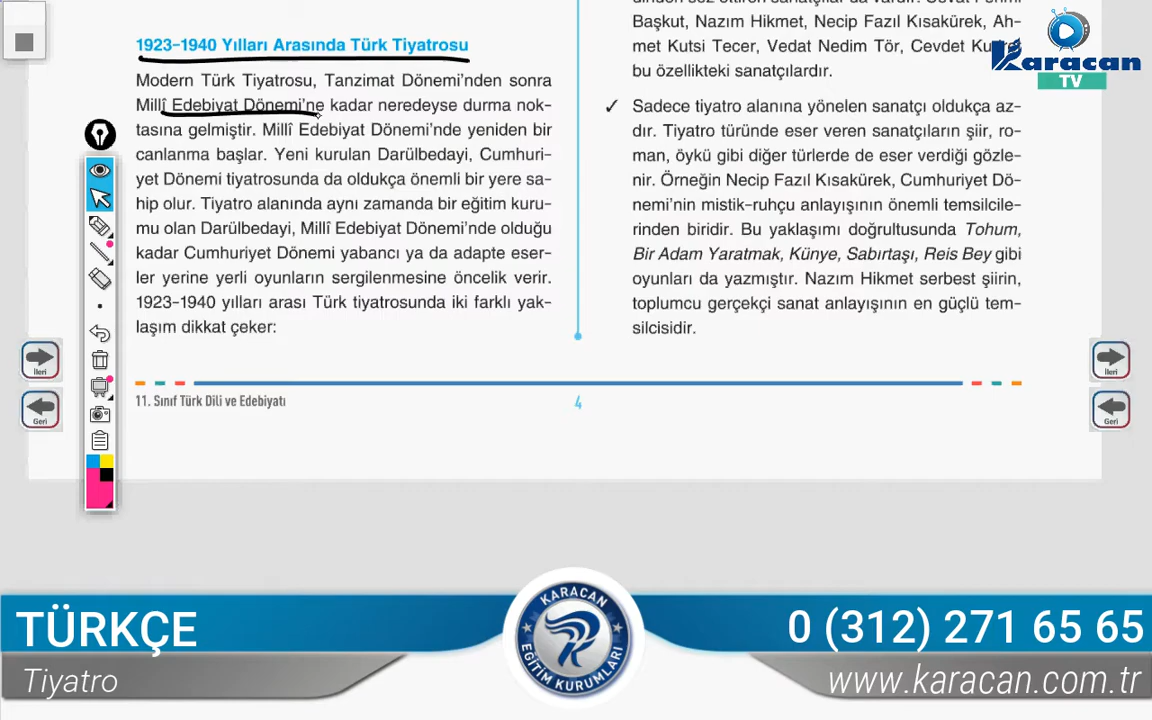 1923-1940 Yılları Arasında Türk Tiyatrosu
Modern Türk Tiyatrosu, Tanzimat Dönemi'nden sonra
Millî Edebiyat Dönemi'ne kadar neredeyse durma nok-
tasına gelmiştir. Millî Edebiyat Dönemi'nde yeniden bir
canlanma başlar. Yeni kurulan Darülbedayi, Cumhuri-
yet Dönemi tiyatrosunda da oldukça önemli bir yere sa-
hip olur. Tiyatro alanında aynı zamanda bir eğitim kuru-
mu olan Darülbedayi, Millî Edebiyat Dönemi'nde olduğu
kadar Cumhuriyet Dönemi yabancı ya da adapte eser-
ler yerine yerli oyunların sergilenmesine öncelik verir.
1923-1940 yılları arası Türk tiyatrosunda iki farklı yak-
laşım dikkat çeker:
Başkut, Nazım Hikmet, Necip Fazıl Kısakürek, Ah-
met Kutsi Tecer, Vedat Nedim Tör, Cevdet
bu özellikteki sanatçılardır.
✓ Sadece tiyatro alanına yönelen sanatçı oldukça az-
dır. Tiyatro türünde eser veren sanatçıların şiir, ro-
man, öykü gibi diğer türlerde de eser verdiği gözle-
nir. Örneğin Necip Fazıl Kısakürek, Cumhuriyet Dö-
nemi'nin mistik-ruhçu anlayışının önemli temsilcile-
rinden biridir. Bu yaklaşımı doğrultusunda Tohum,
Bir Adam Yaratmak, Künye, Sabırtaşı, Reis Bey gibi
oyunları da yazmıştır. Nazım Hikmet serbest şiirin,
toplumcu gerçekçi sanat anlayışının en güçlü tem-
silcisidir.
Karacan
TV
İleri
Geri
İleri
Geri
11. Sınıf Türk Dili ve Edebiyatı
4
TÜRKÇE
Tiyatro
KARACAN
EĞİTİM KURUMLARI
0 (312) 271 65 65
www.karacan.com.tr